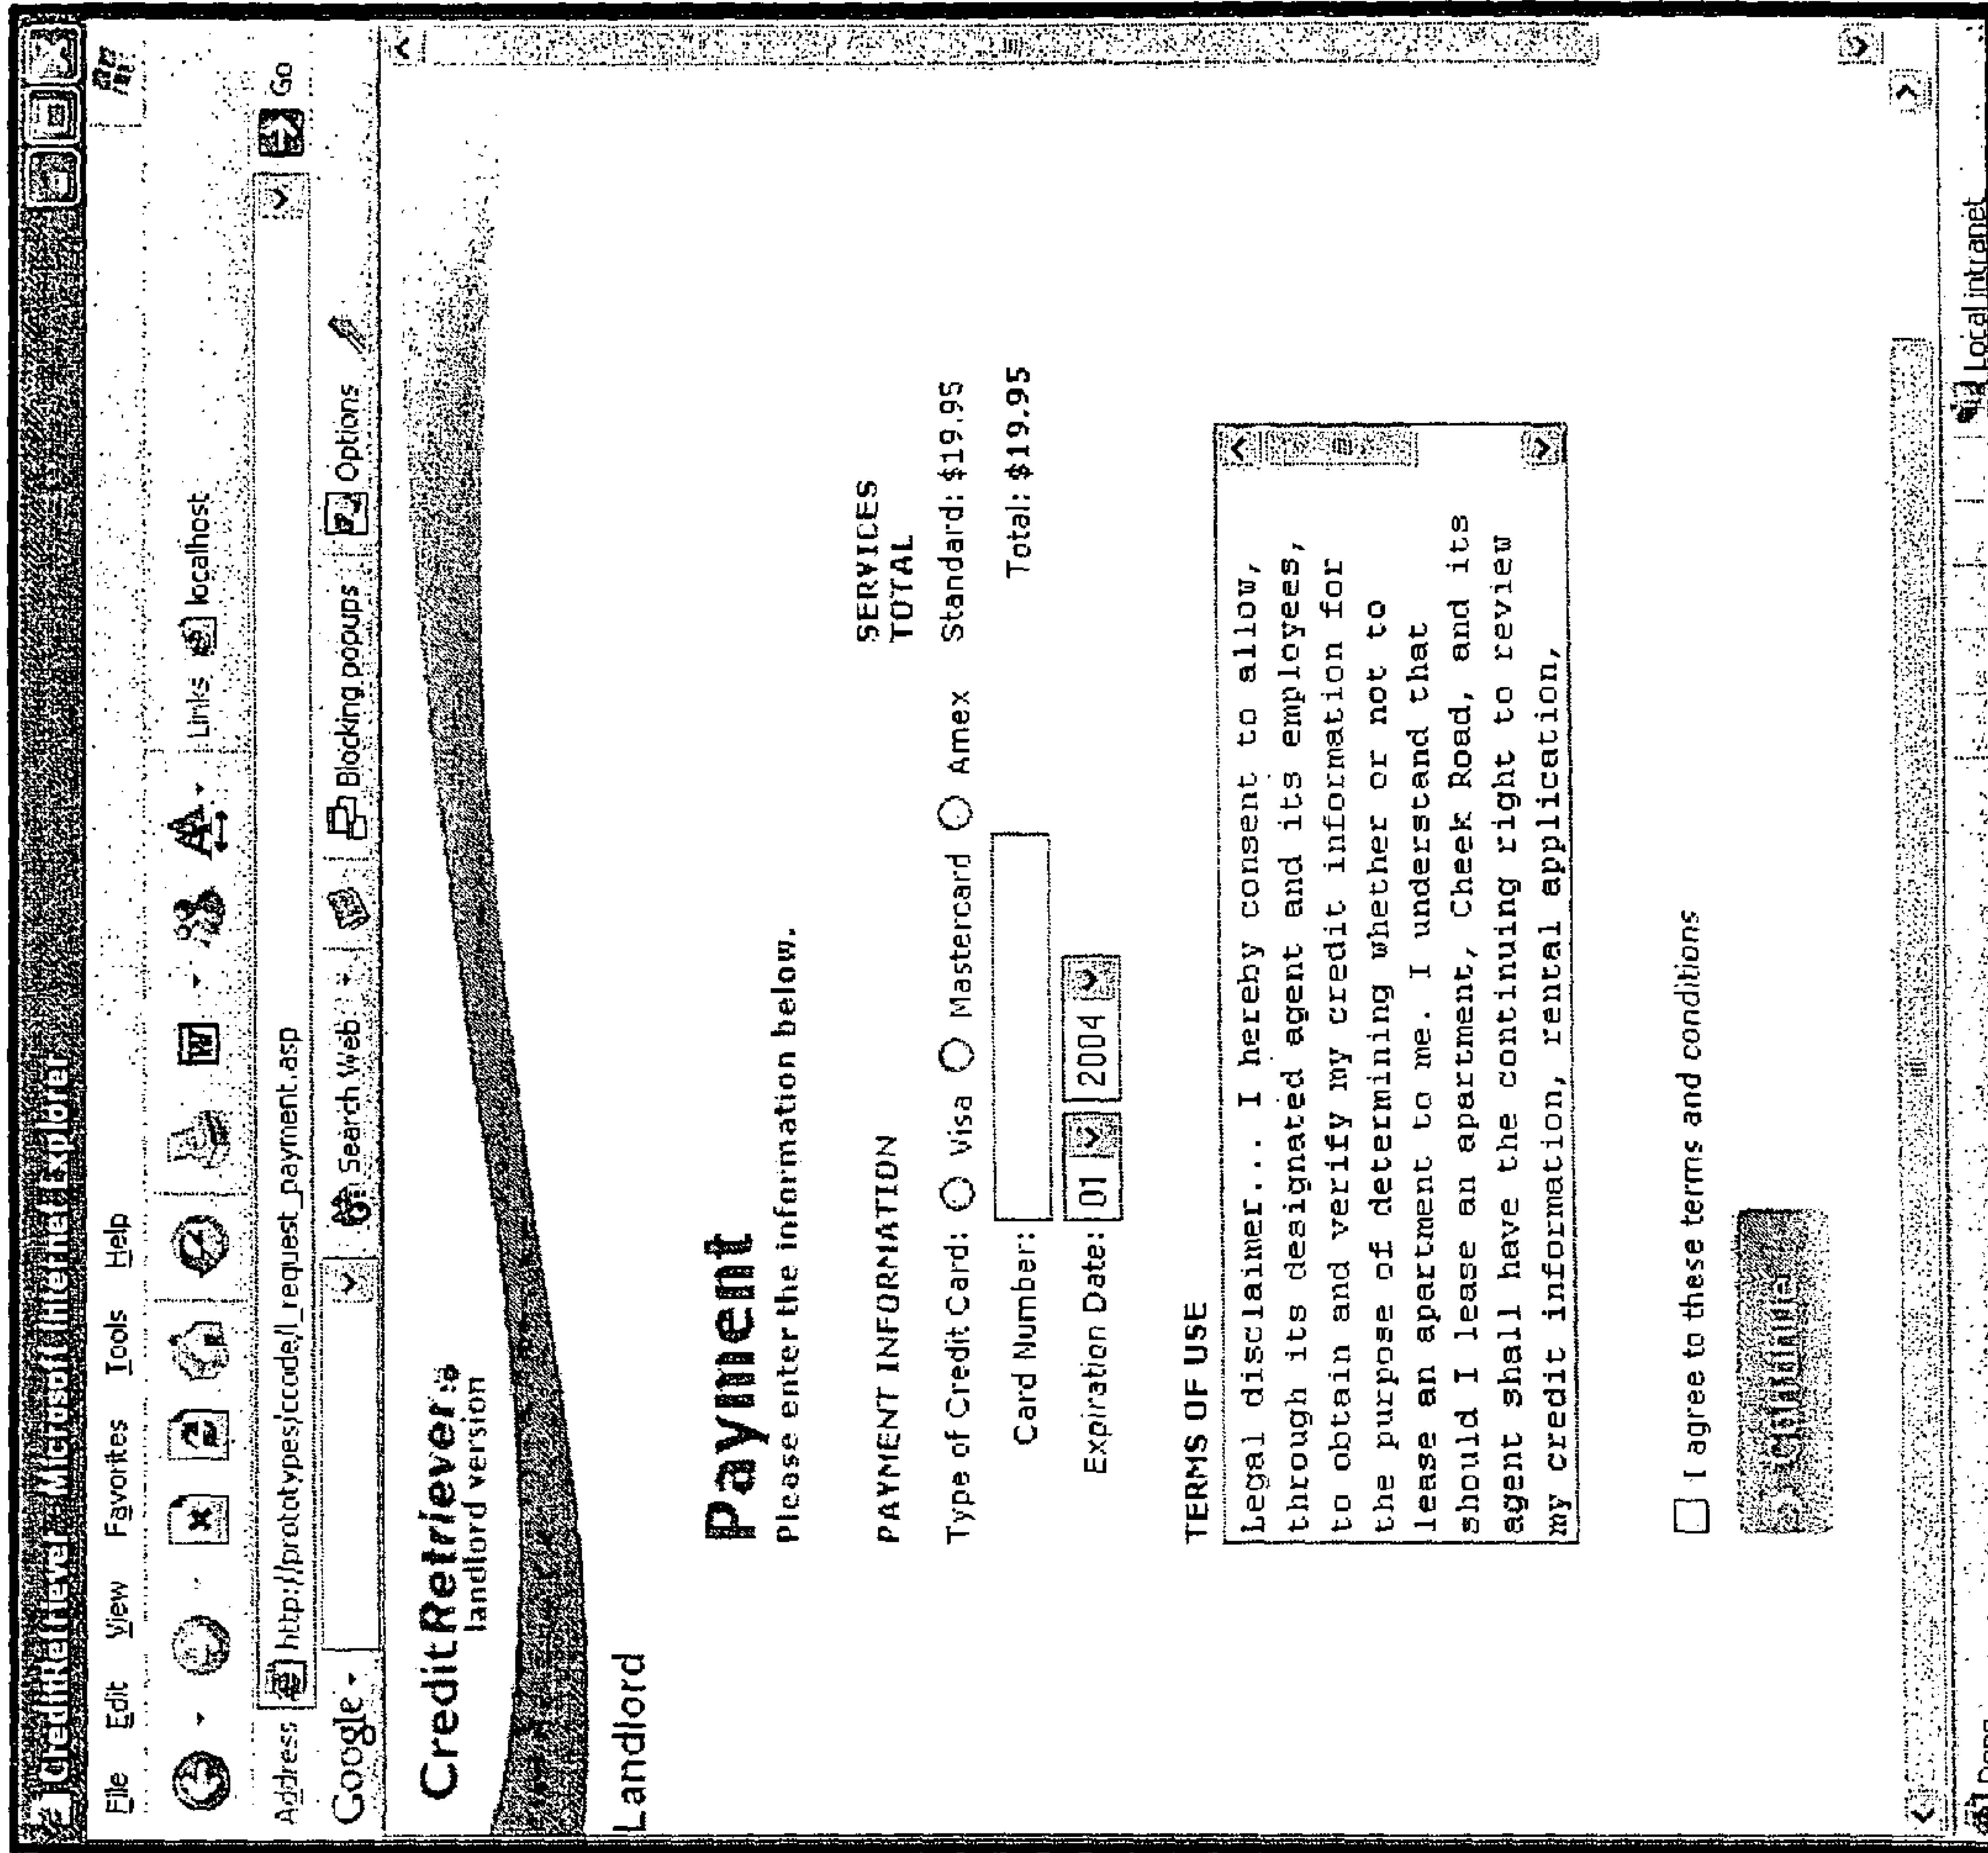 CreditRetriever - Microsoft Internet Explorer
File Edit View Favorites Tools Help
Links localhost
Address http://prototypes/ccode/l_request_payment.asp Go
Google Search Web Blocking popups Options
CreditRetriever
landlord version
Landlord
Payment
Please enter the information below.
PAYMENT INFORMATION
SERVICES
TOTAL
Type of Credit Card: Visa Mastercard Amex Standard: $19.95
Card Number: Total: $19.95
Expiration Date: 01 2004
TERMS OF USE
Legal disclaimer... I hereby consent to allow,
through its designated agent and its employees,
to obtain and verify my credit information for
the purpose of determining whether or not to
lease an apartment to me. I understand that
should I lease an apartment, Cheek Road, and its
agent shall have the continuing right to review
my credit information, rental application,
I agree to these terms and conditions
continue
Done Local intranet